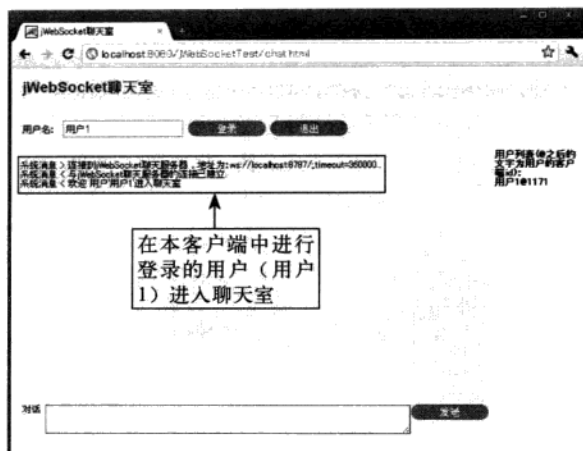 jWebSocket聊天室
localhost:8080/jWebSocketTest/chat.html
jWebSocket聊天室
用户名: 用户1 登录 退出
系统消息 > 连接到jWebSocket聊天服务器，地址为: ws://localhost:8787/;timeout=360000...
系统消息 < 与jWebSocket聊天服务器的连接已建立.
系统消息 < 欢迎 用户'用户1'进入聊天室
用户列表(@之后的
文字为用户的客户
端id):
用户1@1171
在本客户端中进行
登录的用户（用户
1）进入聊天室
对话 发送